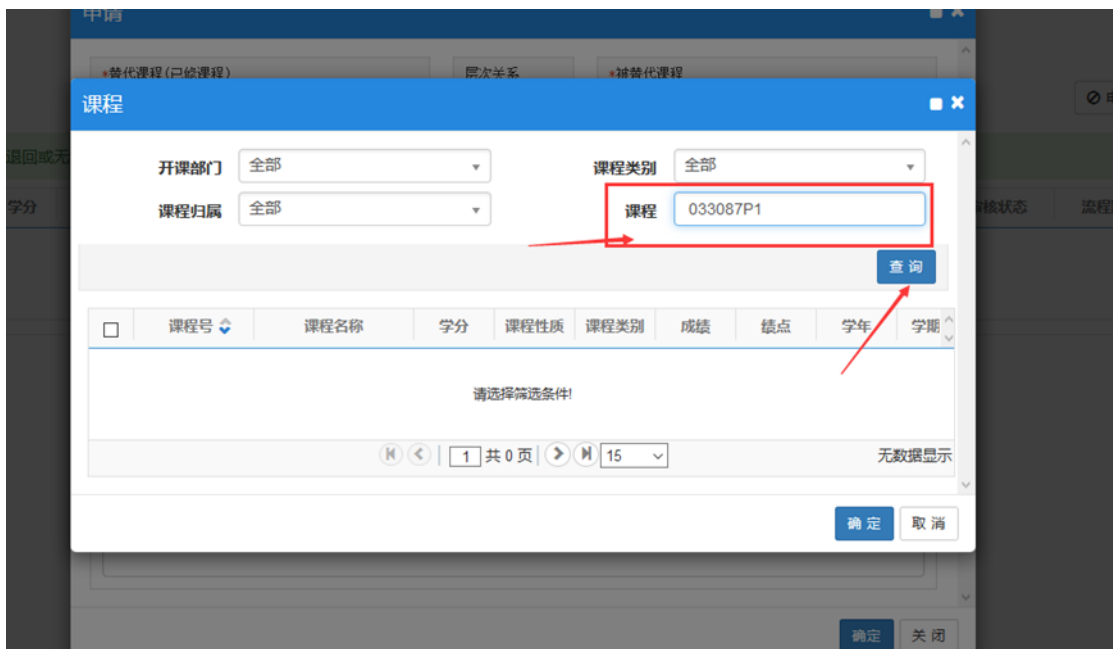 申请
*替代课程(已修课程) 层次关系 *被替代课程
课程
退回或无
开课部门 全部 课程类别 全部
学分 课程归属 全部 课程 033087P1 审核状态 流程
查询
课程号 课程名称 学分 课程性质 课程类别 成绩 绩点 学年 学期
请选择筛选条件!
1 共 0 页 15 无数据显示
确定 取消
确定 关闭